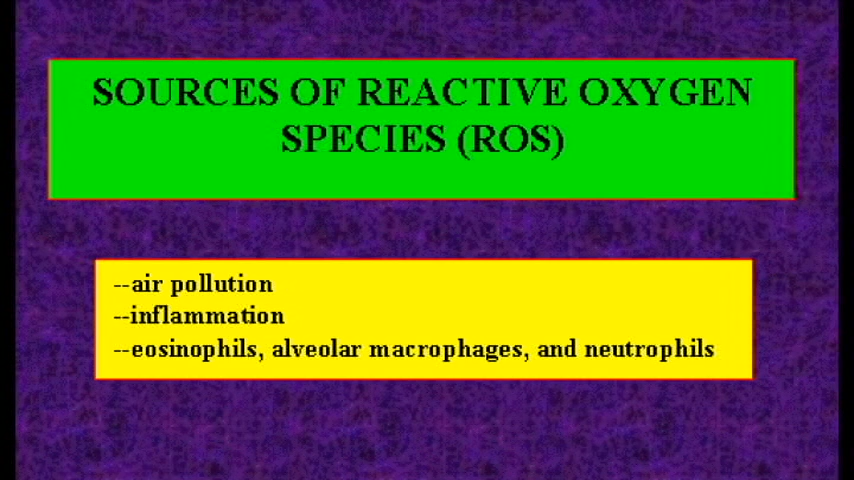 SOURCES OF REACTIVE OXYGEN
SPECIES (ROS)
--air pollution
--inflammation
--eosinophils, alveolar macrophages, and neutrophils